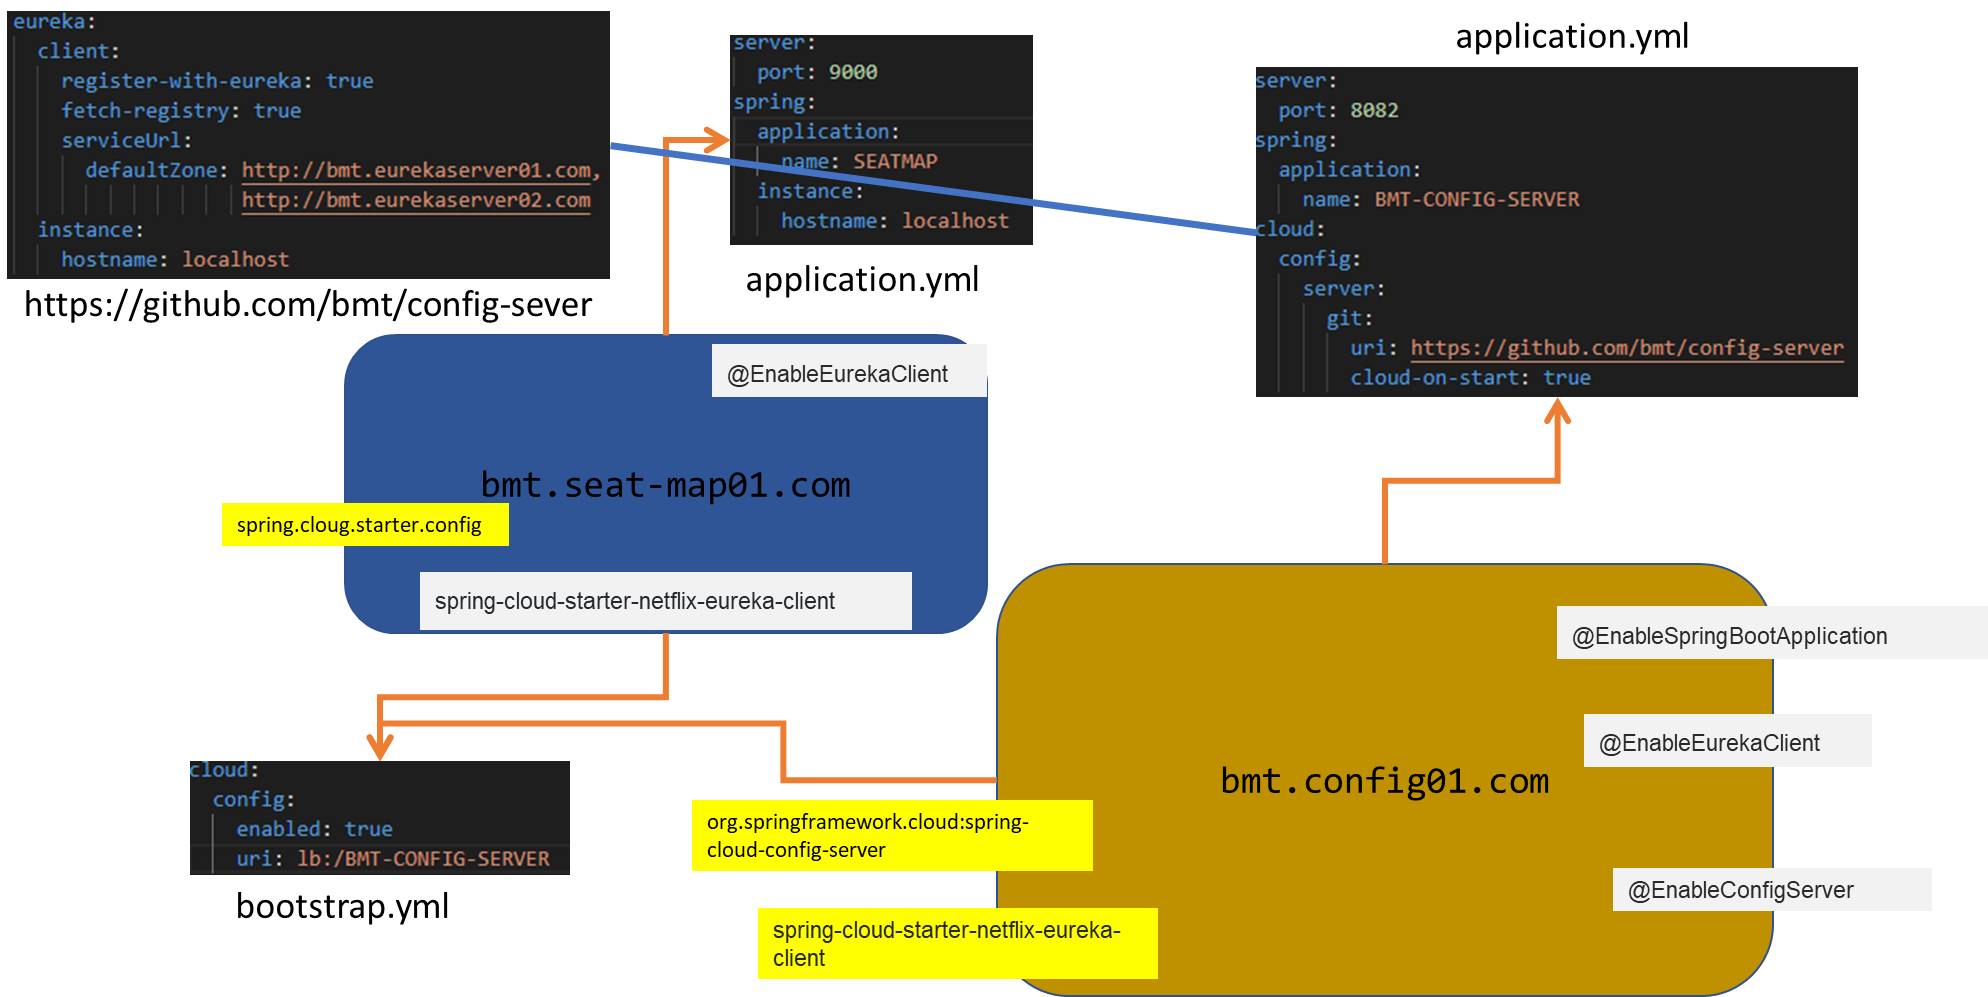 eureka:
client:
register-with-eureka: true
fetch-registry: true
serviceUrl:
defaultZone: http://bmt.eurekaserver01.com,
http://bmt.eurekaserver02.com
instance:
hostname: localhost
https://github.com/bmt/config-sever
server:
port: 9000
spring:
application:
name: SEATMAP
instance:
hostname: localhost
application.yml
application.yml
server:
port: 8082
spring:
application:
name: BMT-CONFIG-SERVER
cloud:
config:
server:
git:
uri: https://github.com/bmt/config-server
cloud-on-start: true
@EnableEurekaClient
bmt.seat-map01.com
spring.cloug.starter.config
spring-cloud-starter-netflix-eureka-client
@EnableSpringBootApplication
@EnableEurekaClient
bmt.config01.com
@EnableConfigServer
org.springframework.cloud:spring-
cloud-config-server
spring-cloud-starter-netflix-eureka-
client
cloud:
config:
enabled: true
uri: lb:/BMT-CONFIG-SERVER
bootstrap.yml